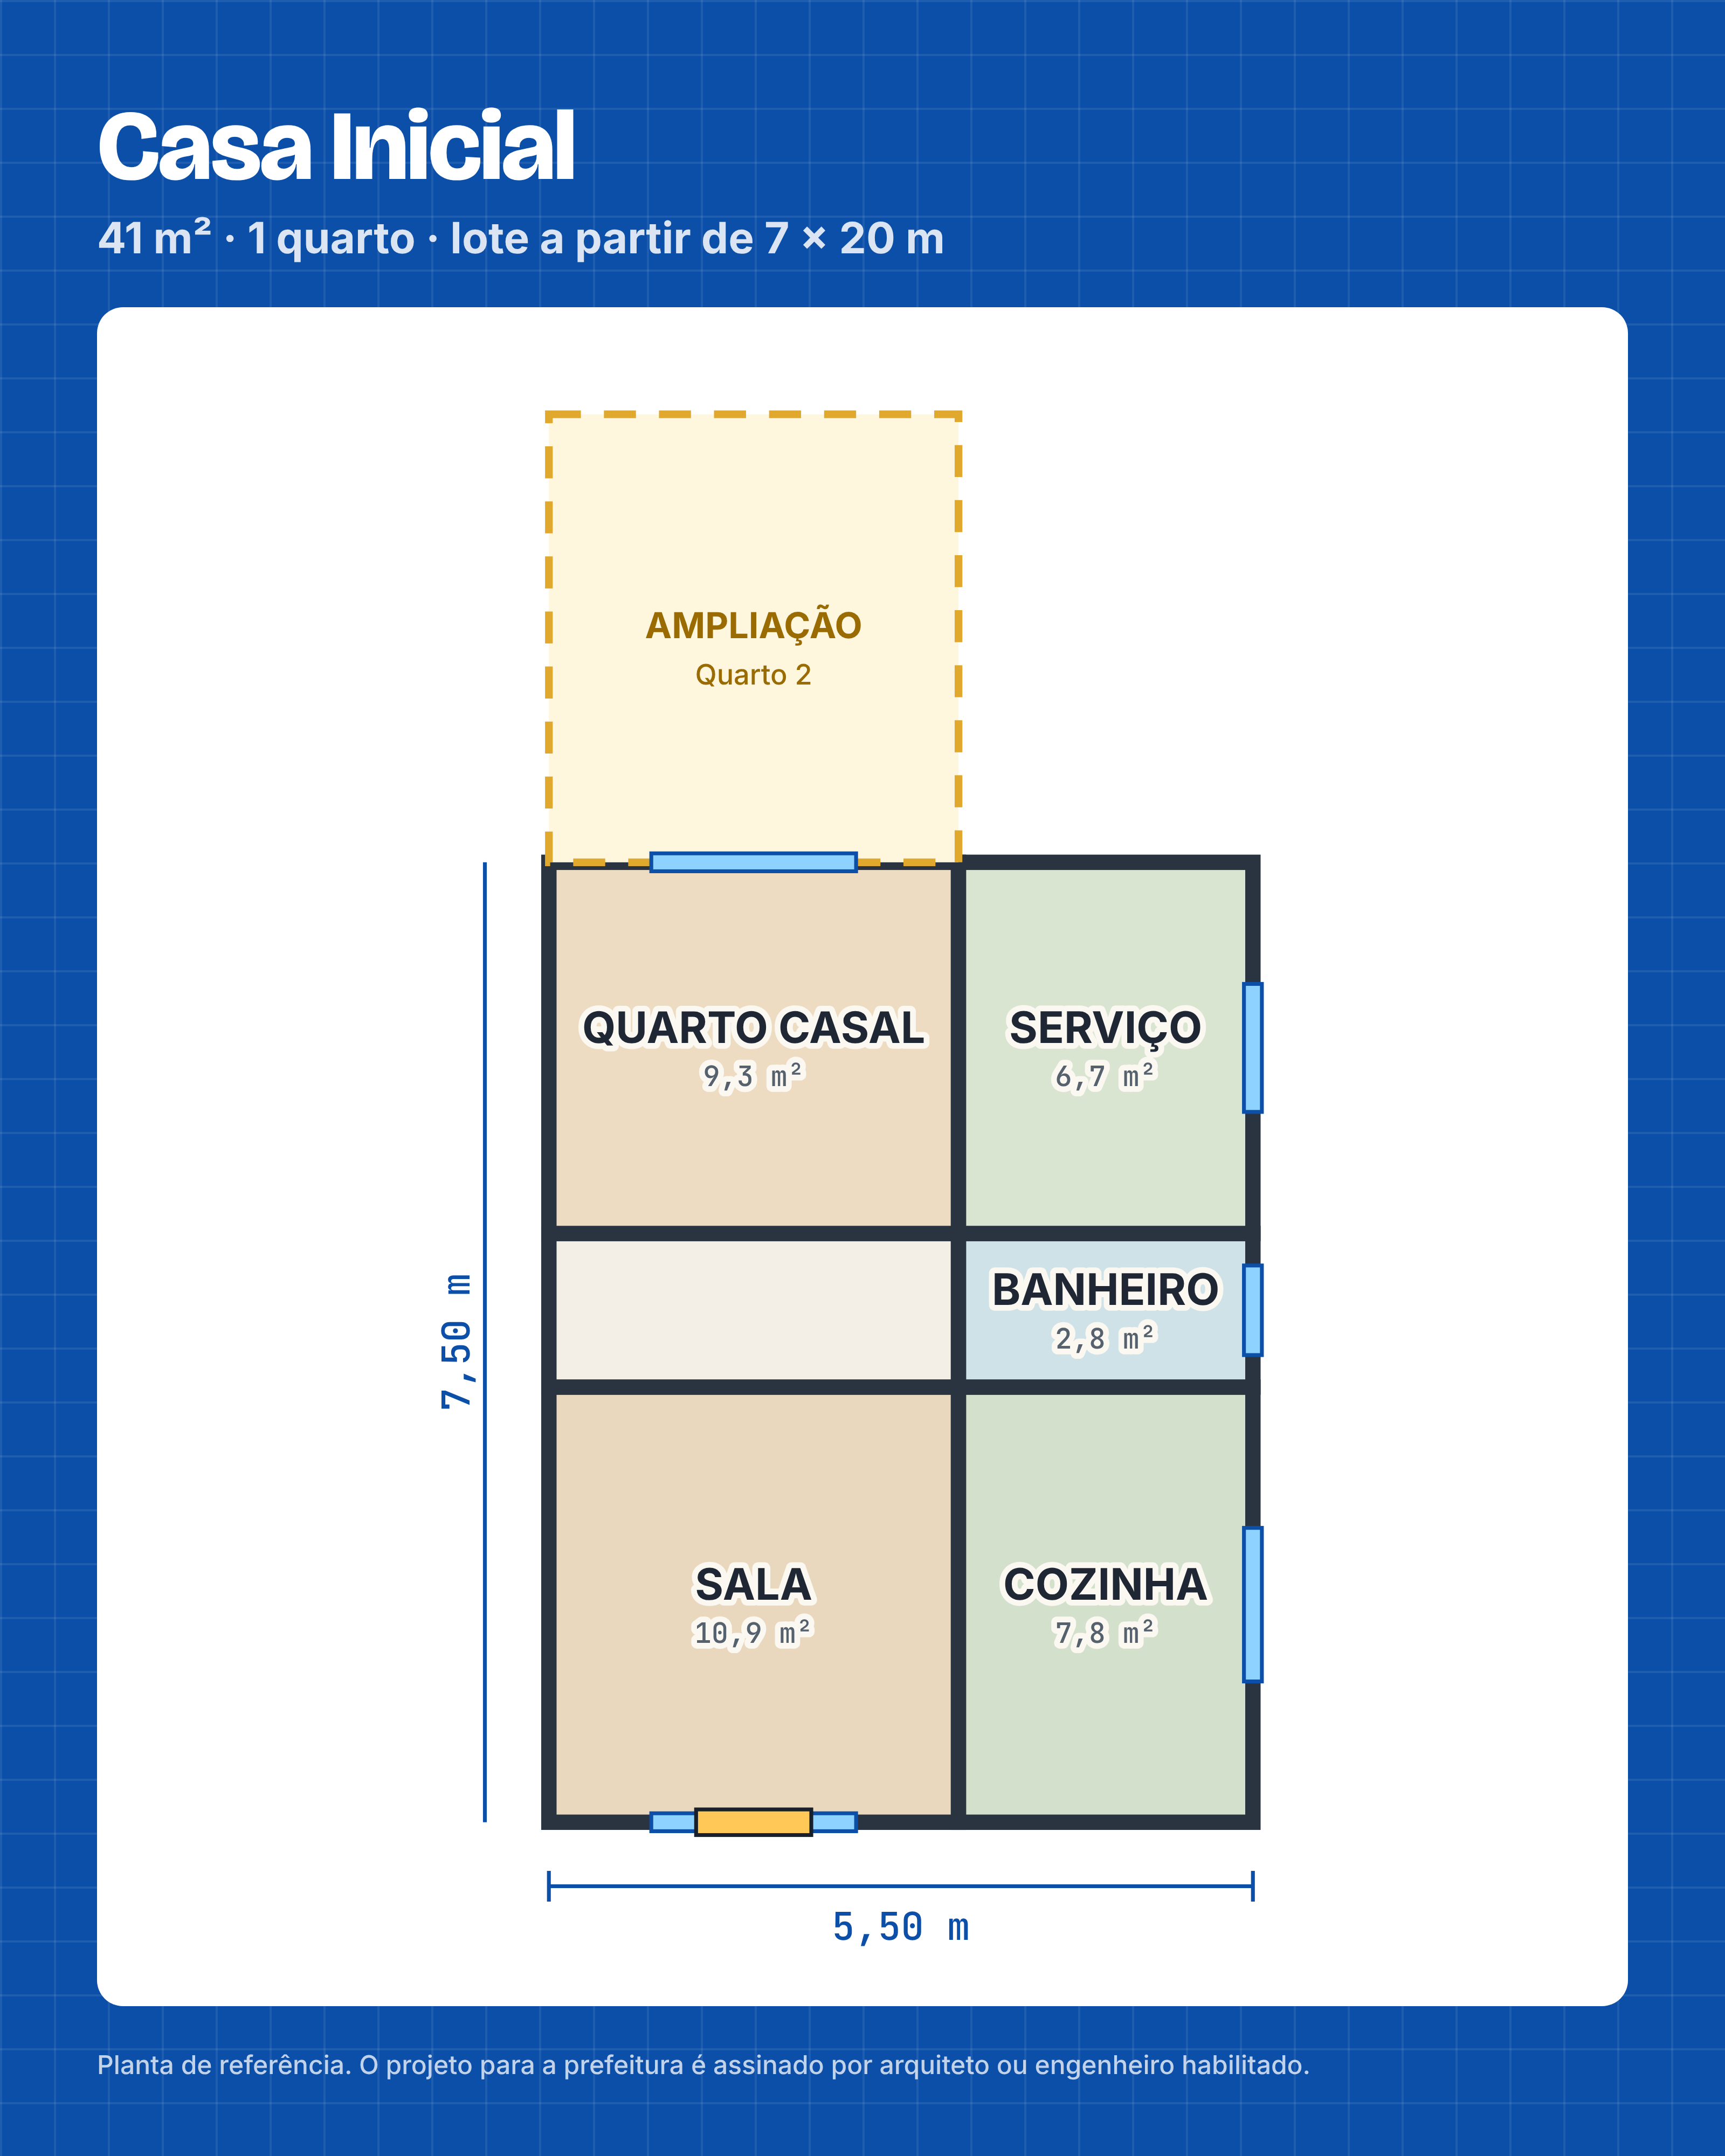 Casa Inicial
41 m² · 1 quarto · lote a partir de 7 × 20 m
AMPLIAÇÃO
Quarto 2
QUARTO CASAL
9,3 m²
SERVIÇO
6,7 m²
BANHEIRO
2,8 m²
7,50 m
SALA
10,9 m²
COZINHA
7,8 m²
5,50 m
Planta de referência. O projeto para a prefeitura é assinado por arquiteto ou engenheiro habilitado.